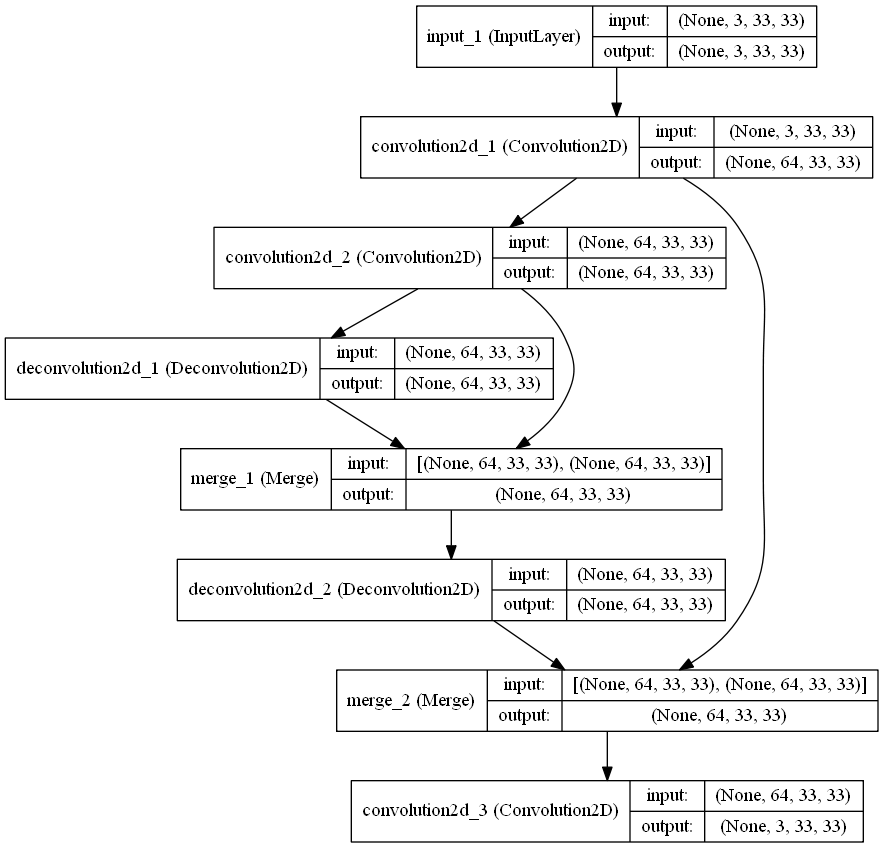 input_1 (InputLayer)
input: (None, 3, 33, 33)
output: (None, 3, 33, 33)
convolution2d_1 (Convolution2D)
input: (None, 3, 33, 33)
output: (None, 64, 33, 33)
convolution2d_2 (Convolution2D)
input: (None, 64, 33, 33)
output: (None, 64, 33, 33)
deconvolution2d_1 (Deconvolution2D)
input: (None, 64, 33, 33)
output: (None, 64, 33, 33)
merge_1 (Merge)
input: [(None, 64, 33, 33), (None, 64, 33, 33)]
output: (None, 64, 33, 33)
deconvolution2d_2 (Deconvolution2D)
input: (None, 64, 33, 33)
output: (None, 64, 33, 33)
merge_2 (Merge)
input: [(None, 64, 33, 33), (None, 64, 33, 33)]
output: (None, 64, 33, 33)
convolution2d_3 (Convolution2D)
input: (None, 64, 33, 33)
output: (None, 3, 33, 33)